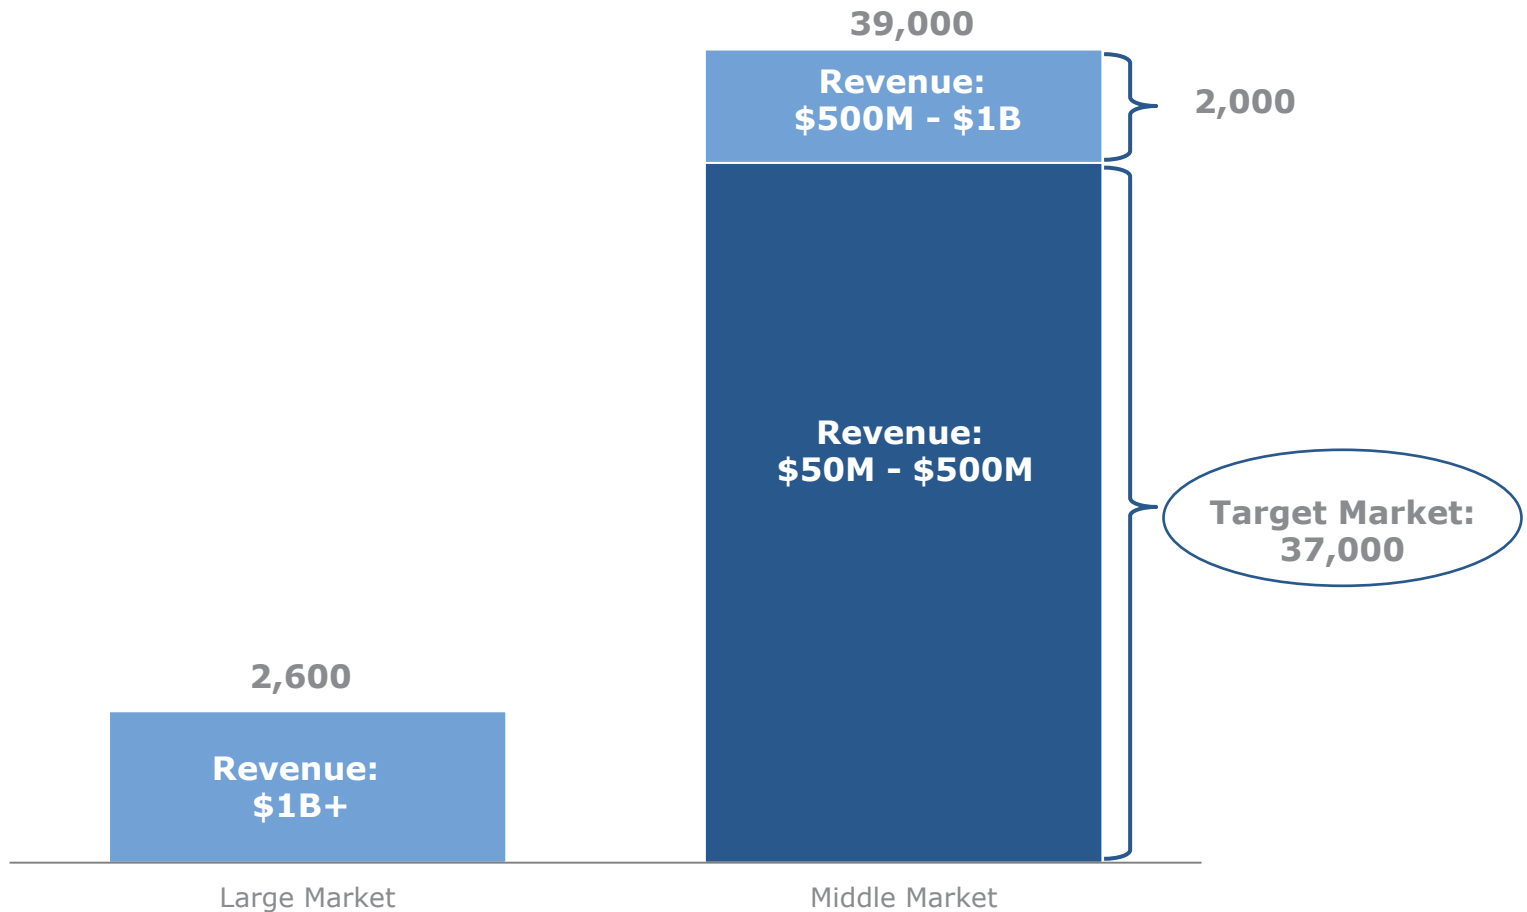 39,000
Revenue:
$500M - $1B
2,000
Revenue:
$50M - $500M
Target Market:
37,000
2,600
Revenue:
$1B+
Large Market
Middle Market